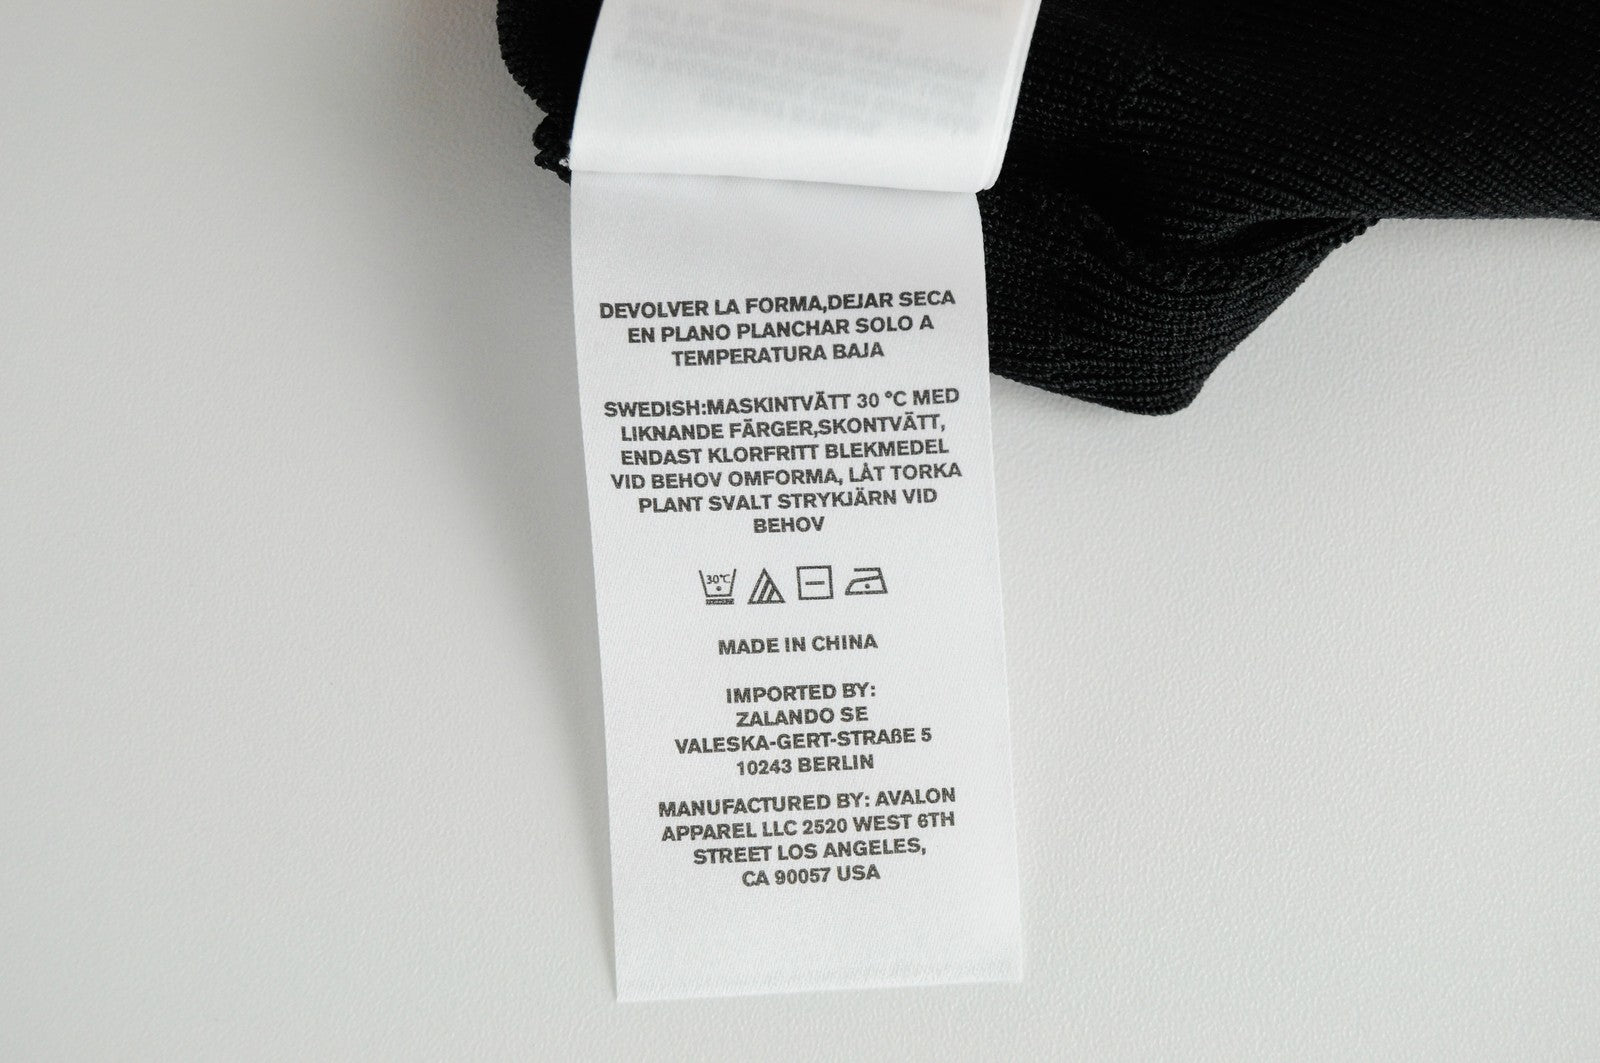 DEVOLVER LA FORMA,DEJAR SECA
EN PLANO PLANCHAR SOLO A
TEMPERATURA BAJA
SWEDISH:MASKINTVÄTT 30 °C MED
LIKNANDE FÄRGER,SKONTVÄTT,
ENDAST KLORFRITT BLEKMEDEL
VID BEHOV OMFORMA, LÅT TORKA
PLANT SVALT STRYKJÄRN VID
BEHOV
30°C
MADE IN CHINA
IMPORTED BY:
ZALANDO SE
VALESKA-GERT-STRAßE 5
10243 BERLIN
MANUFACTURED BY: AVALON
APPAREL LLC 2520 WEST 6TH
STREET LOS ANGELES,
CA 90057 USA